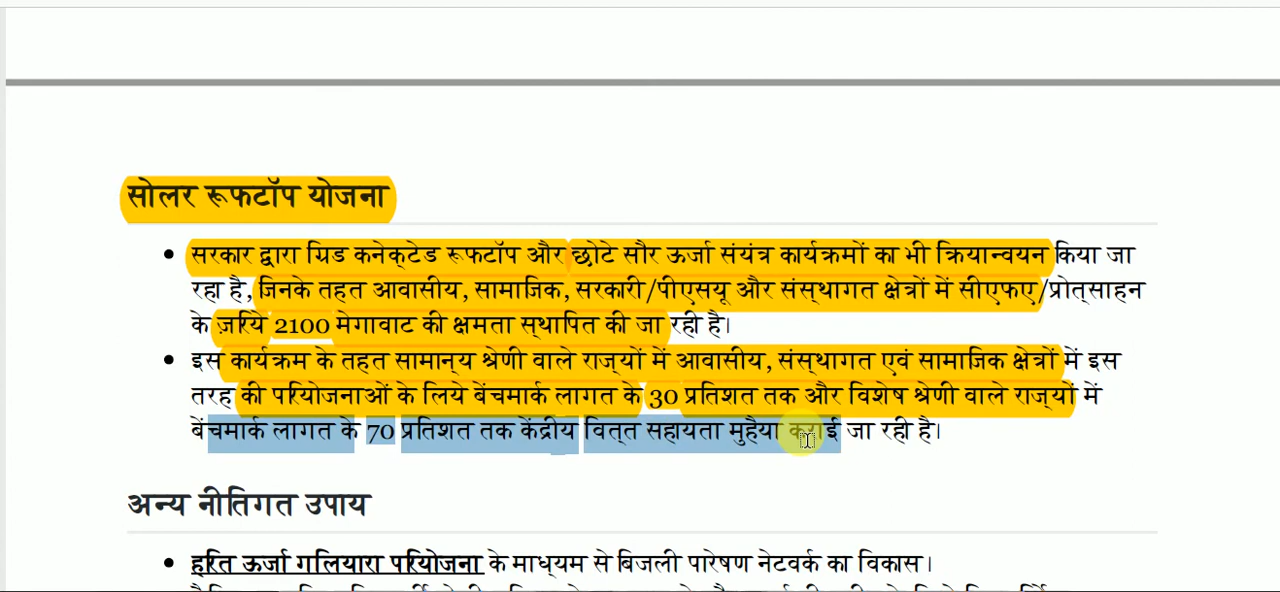 सोलर रूफटॉप योजना
• सरकार द्वारा ग्रिड कनेक्टेड रूफटॉप और छोटे सौर ऊर्जा संयंत्र कार्यक्रमों का भी क्रियान्वयन किया जा
रहा है, जिनके तहत आवासीय, सामाजिक, सरकारी/पीएसयू और संस्थागत क्षेत्रों में सीएफए/प्रोत्साहन
के ज़रिये 2100 मेगावाट की क्षमता स्थापित की जा रही है।
• इस कार्यक्रम के तहत सामान्य श्रेणी वाले राज्यों में आवासीय, संस्थागत एवं सामाजिक क्षेत्रों में इस
तरह की परियोजनाओं के लिये बेंचमार्क लागत के 30 प्रतिशत तक और विशेष श्रेणी वाले राज्यों में
बेंचमार्क लागत के 70 प्रतिशत तक केंद्रीय वित्त सहायता मुहैया कराई जा रही है।
अन्य नीतिगत उपाय
• हरित ऊर्जा गलियारा परियोजना के माध्यम से बिजली पारेषण नेटवर्क का विकास।